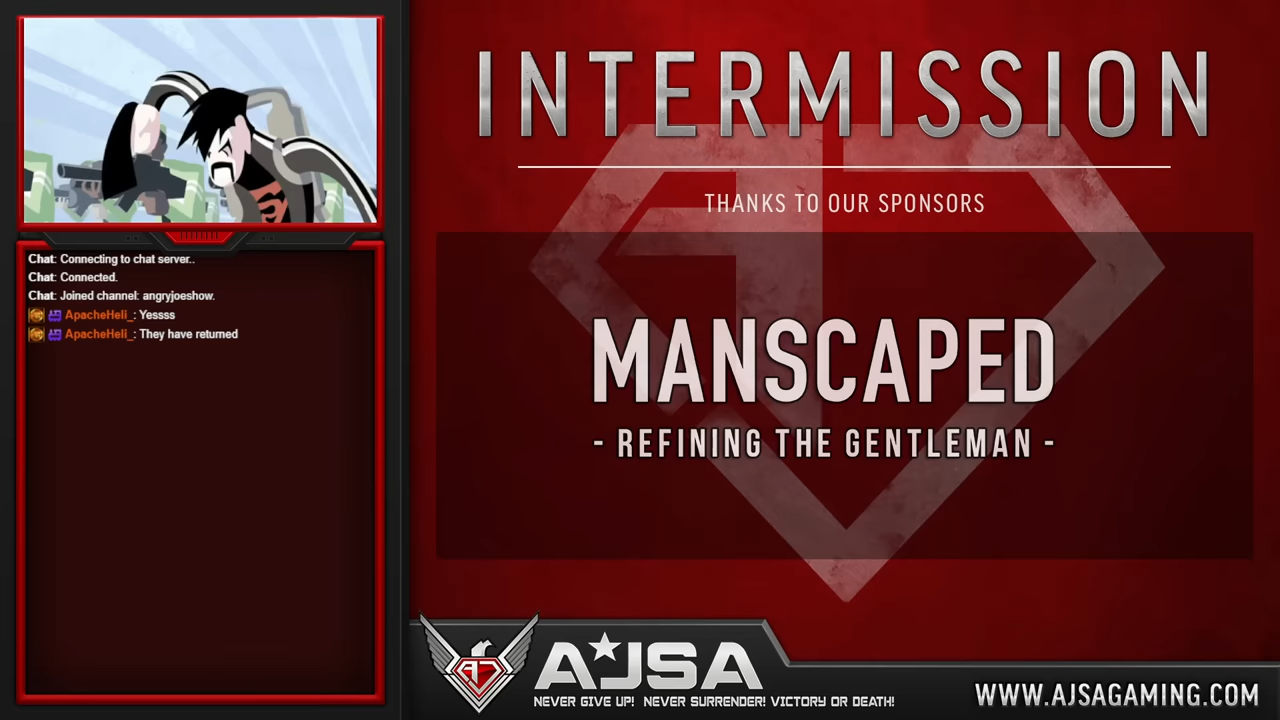 INTERMISSION
THANKS TO OUR SPONSORS
MANSCAPED
- REFINING THE GENTLEMAN -
Chat: Connecting to chat server..
Chat: Connected.
Chat: Joined channel: angryjoeshow.
ApacheHeli_: Yessss
ApacheHeli_: They have returned
AJSA
NEVER GIVE UP! NEVER SURRENDER! VICTORY OR DEATH!
WWW.AJSAGAMING.COM